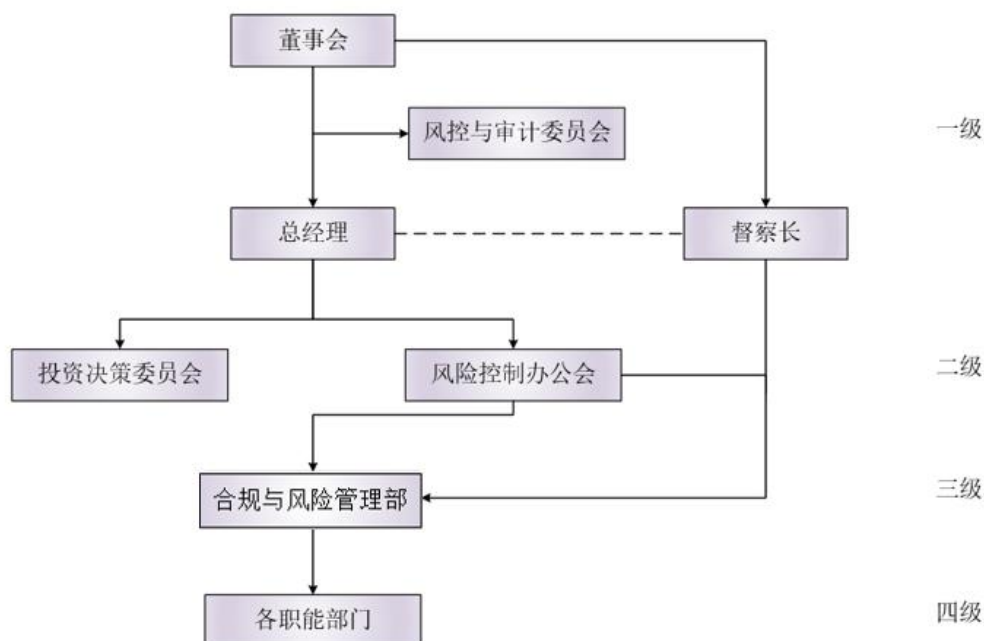 董事会
风控与审计委员会
一级
总经理
督察长
投资决策委员会
风险控制办公会
二级
合规与风险管理部
三级
各职能部门
四级